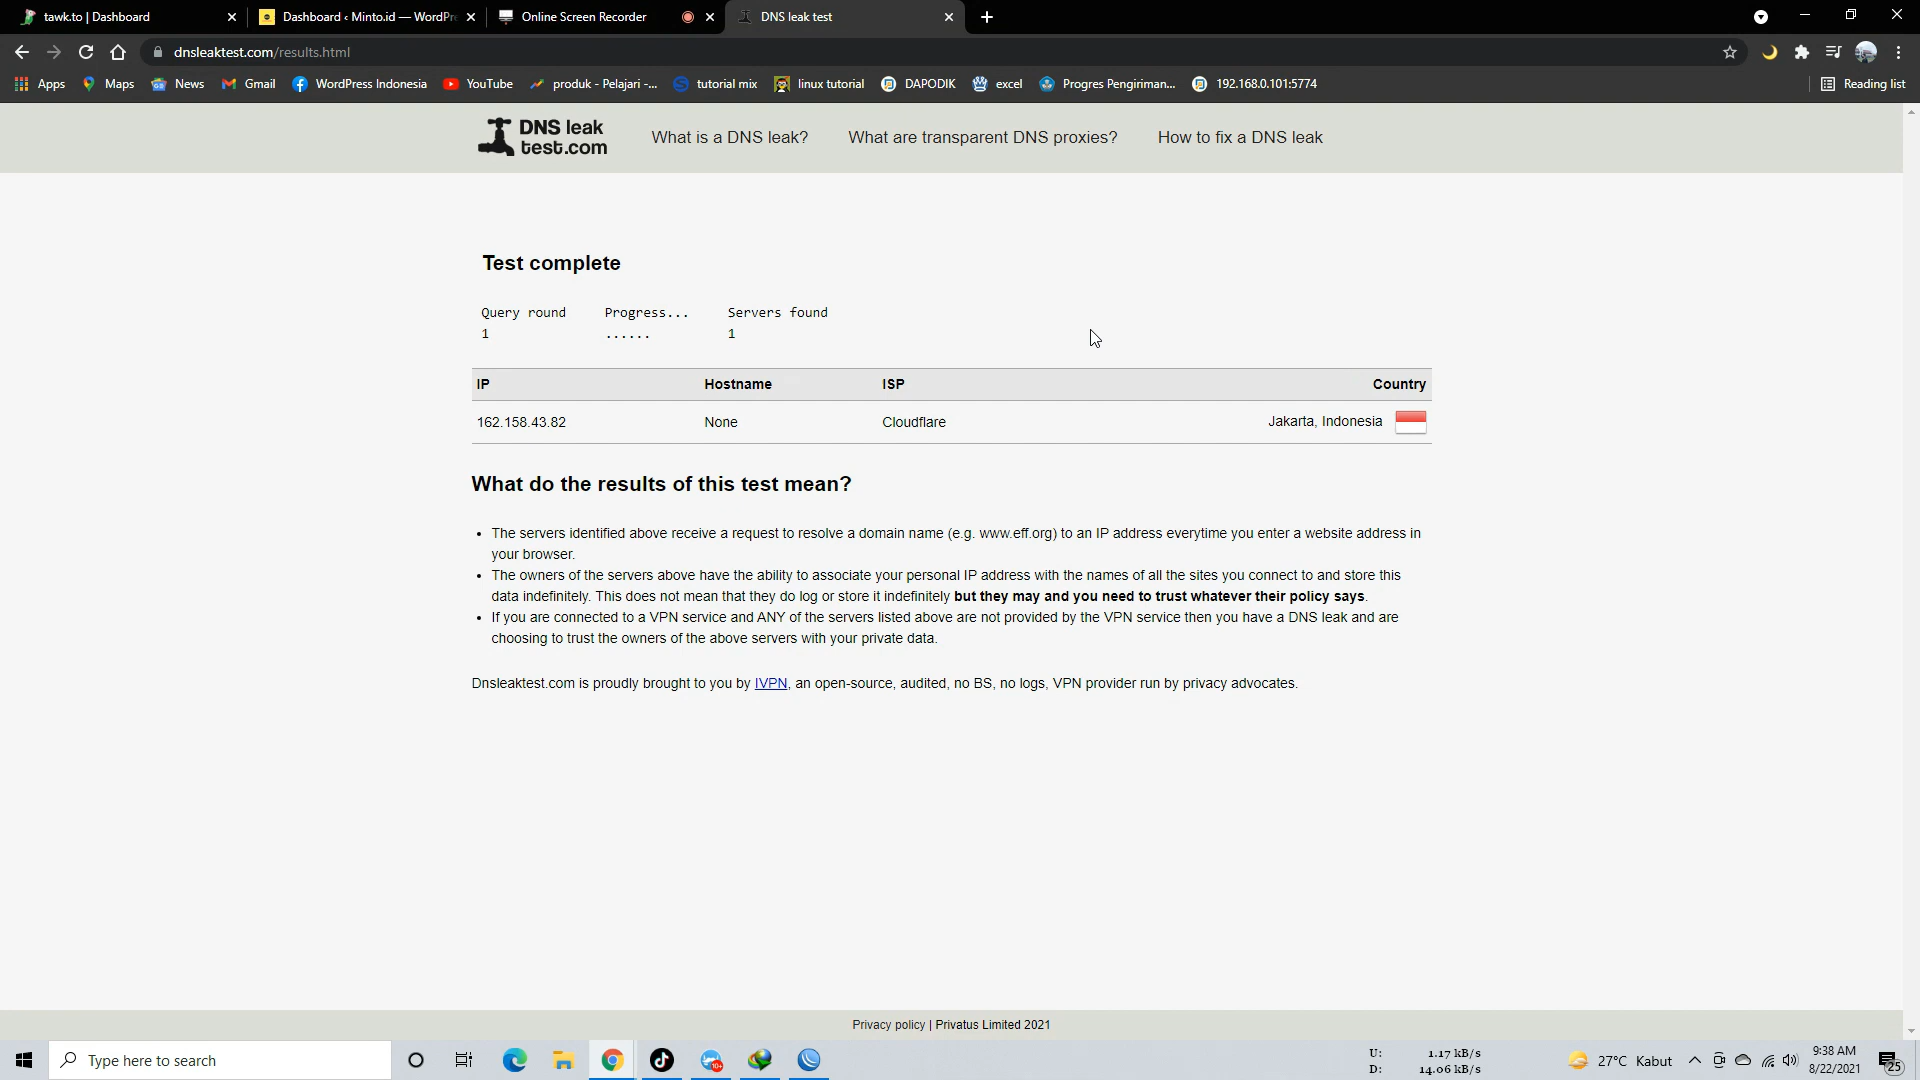 tawk.to | Dashboard
Dashboard ‹ Minto.id — WordPre
Online Screen Recorder
DNS leak test
dnsleaktest.com/results.html
Apps
Maps
News
Gmail
WordPress Indonesia
YouTube
produk - Pelajari -...
tutorial mix
linux tutorial
DAPODIK
excel
Progres Pengiriman...
192.168.0.101:5774
Reading list
DNS leak
test.com
What is a DNS leak?
What are transparent DNS proxies?
How to fix a DNS leak
Test complete
Query round Progress... Servers found
1 ...... 1
IP Hostname ISP Country
162.158.43.82 None Cloudflare Jakarta, Indonesia
What do the results of this test mean?
• The servers identified above receive a request to resolve a domain name (e.g. www.eff.org) to an IP address everytime you enter a website address in
your browser.
• The owners of the servers above have the ability to associate your personal IP address with the names of all the sites you connect to and store this
data indefinitely. This does not mean that they do log or store it indefinitely but they may and you need to trust whatever their policy says.
• If you are connected to a VPN service and ANY of the servers listed above are not provided by the VPN service then you have a DNS leak and are
choosing to trust the owners of the above servers with your private data.
Dnsleaktest.com is proudly brought to you by IVPN, an open-source, audited, no BS, no logs, VPN provider run by privacy advocates.
Privacy policy | Privatus Limited 2021
Type here to search
10+
U: 1.17 kB/s
D: 14.06 kB/s
27°C Kabut
9:38 AM
8/22/2021
25